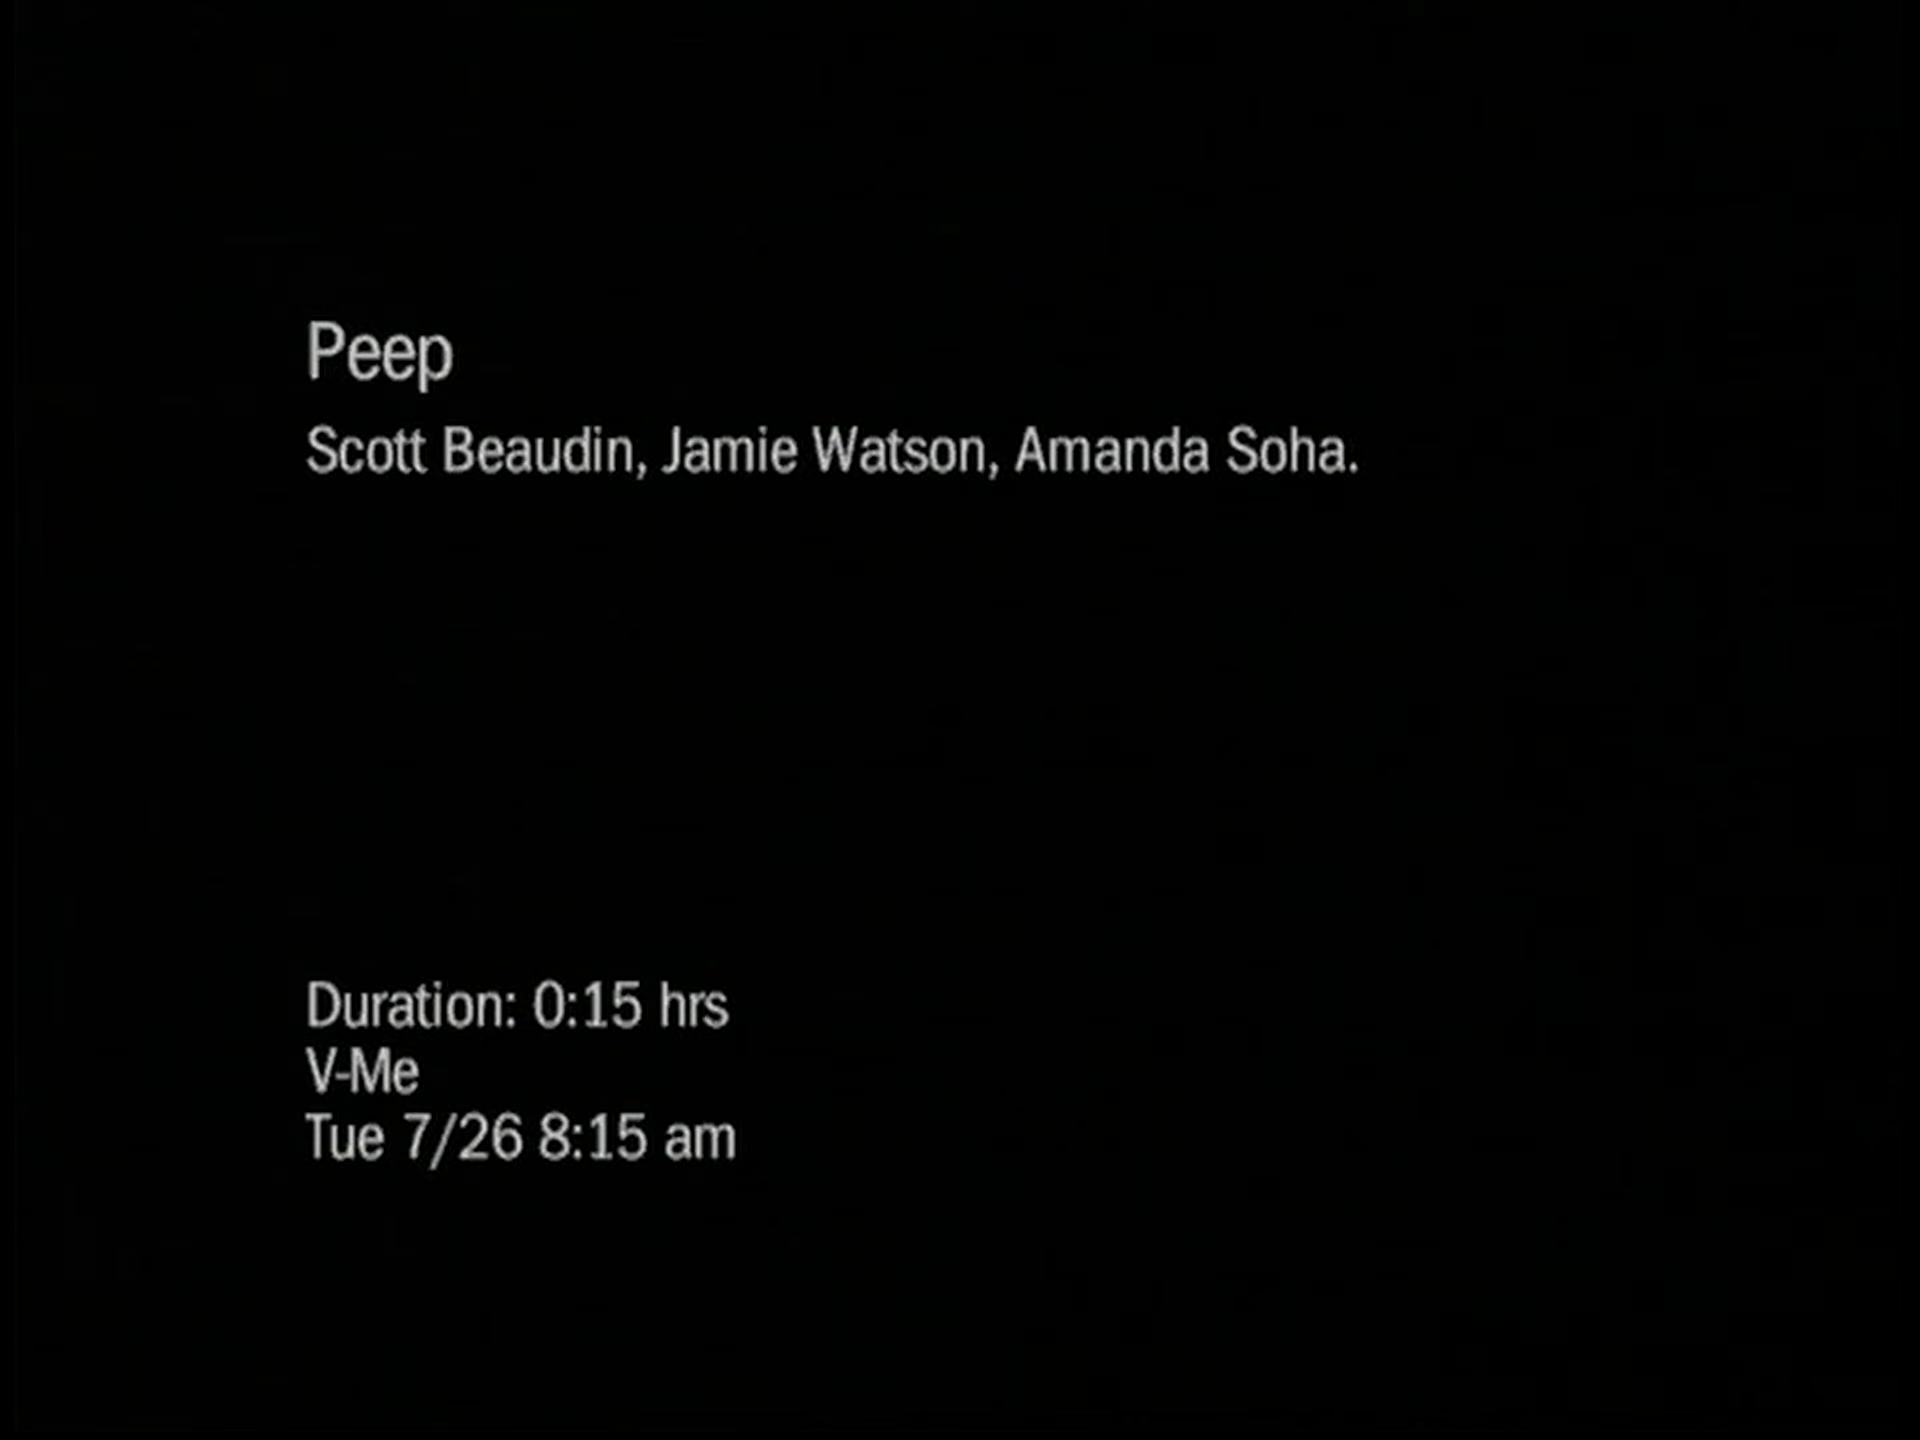 Peep
Scott Beaudin, Jamie Watson, Amanda Soha.
Duration: 0:15 hrs
V-Me
Tue 7/26 8:15 am